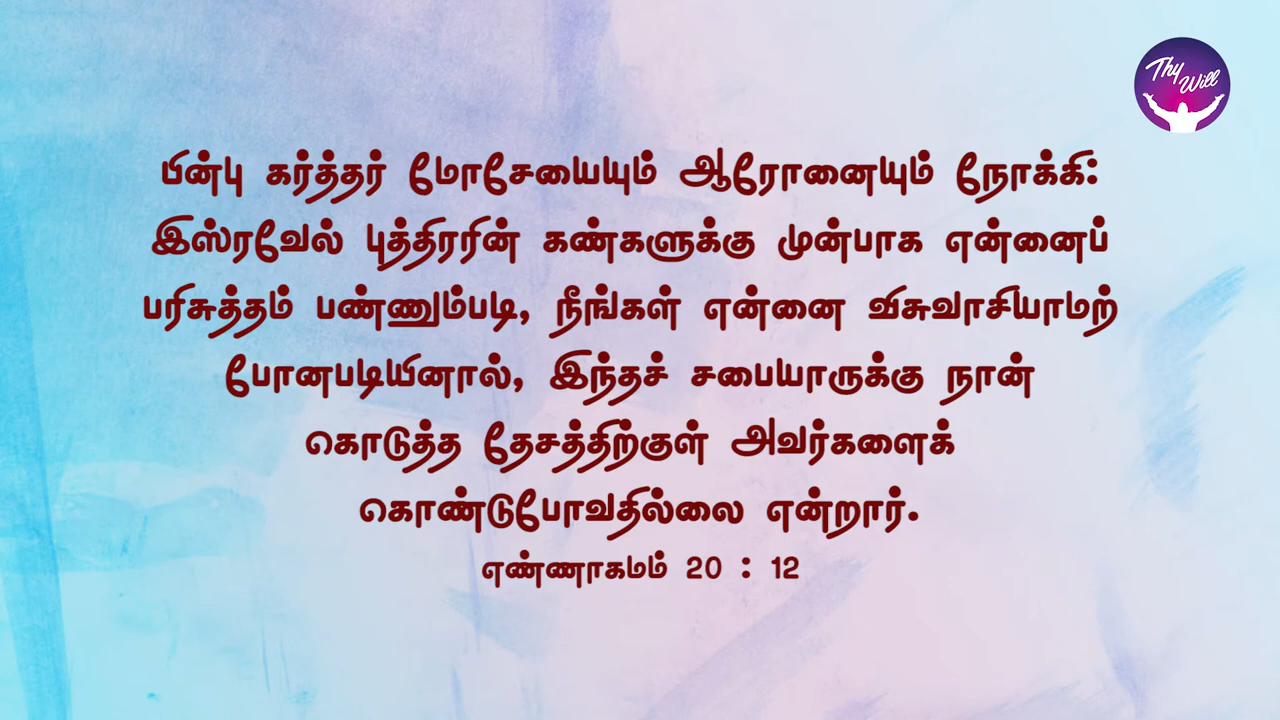 Thy Will
பின்பு கர்த்தர் மோசேயையும் ஆரோனையும் நோக்கி:
இஸ்ரவேல் புத்திரரின் கண்களுக்கு முன்பாக என்னைப்
பரிசுத்தம் பண்ணும்படி, நீங்கள் என்னை விசுவாசியாமற்
போனபடியினால், இந்தச் சபையாருக்கு நான்
கொடுத்த தேசத்திற்குள் அவர்களைக்
கொண்டுபோவதில்லை என்றார்.
எண்ணாகமம் 20 : 12